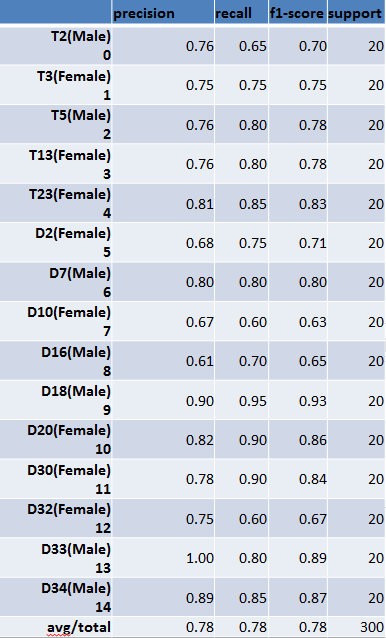 precision recall f1-score support
T2(Male)
0 0.76 0.65 0.70 20
T3(Female)
1 0.75 0.75 0.75 20
T5(Male)
2 0.76 0.80 0.78 20
T13(Female)
3 0.76 0.80 0.78 20
T23(Female)
4 0.81 0.85 0.83 20
D2(Female)
5 0.68 0.75 0.71 20
D7(Male)
6 0.80 0.80 0.80 20
D10(Female)
7 0.67 0.60 0.63 20
D16(Male)
8 0.61 0.70 0.65 20
D18(Male)
9 0.90 0.95 0.93 20
D20(Female)
10 0.82 0.90 0.86 20
D30(Female)
11 0.78 0.90 0.84 20
D32(Female)
12 0.75 0.60 0.67 20
D33(Male)
13 1.00 0.80 0.89 20
D34(Male)
14 0.89 0.85 0.87 20
avg/total 0.78 0.78 0.78 300